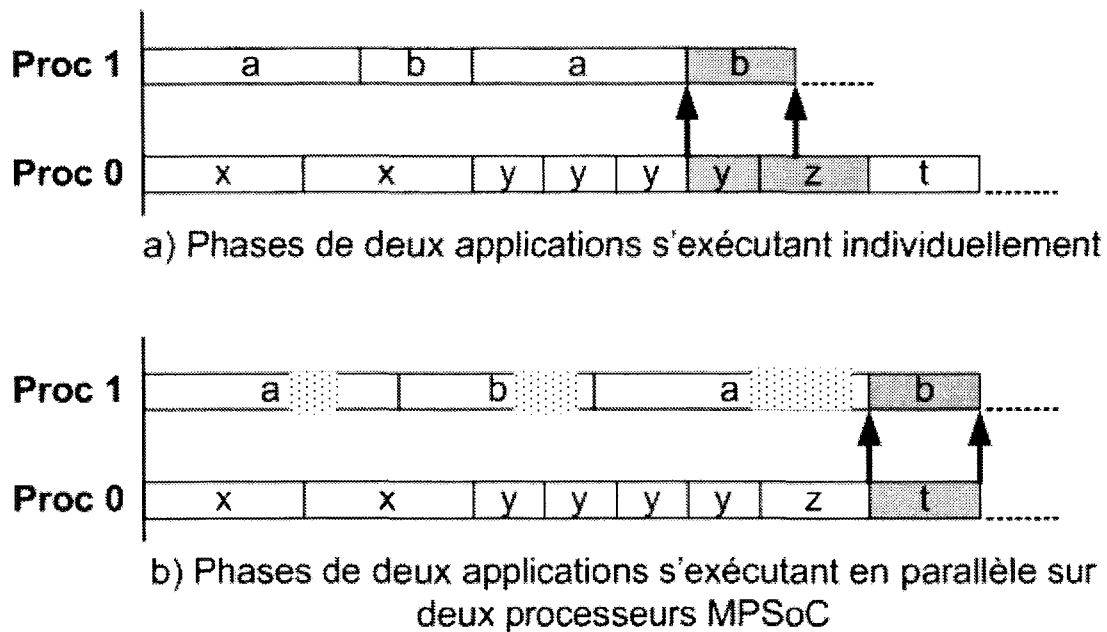 Proc 1 a b a b
Proc 0 x x y y y y z t
a) Phases de deux applications s'exécutant individuellement
Proc 1 a b a b
Proc 0 x x y y y y z t
b) Phases de deux applications s'exécutant en parallèle sur
deux processeurs MPSoC